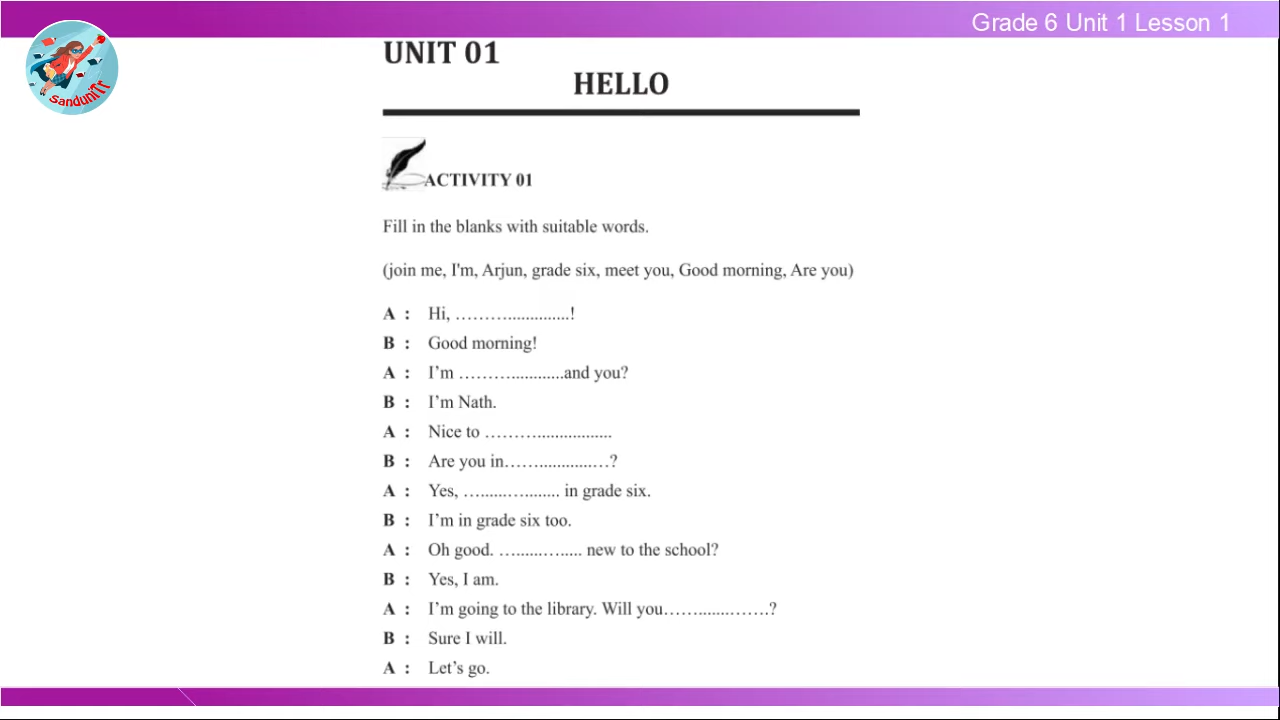 Grade 6 Unit 1 Lesson 1
SanduniTr
UNIT 01
HELLO
ACTIVITY 01
Fill in the blanks with suitable words.
(join me, I'm, Arjun, grade six, meet you, Good morning, Are you)
A : Hi, ……….............!
B : Good morning!
A : I’m ………...........and you?
B : I’m Nath.
A : Nice to ……….................
B : Are you in……............…?
A : Yes, …......…........ in grade six.
B : I’m in grade six too.
A : Oh good. …......…..... new to the school?
B : Yes, I am.
A : I’m going to the library. Will you……........…….?
B : Sure I will.
A : Let’s go.